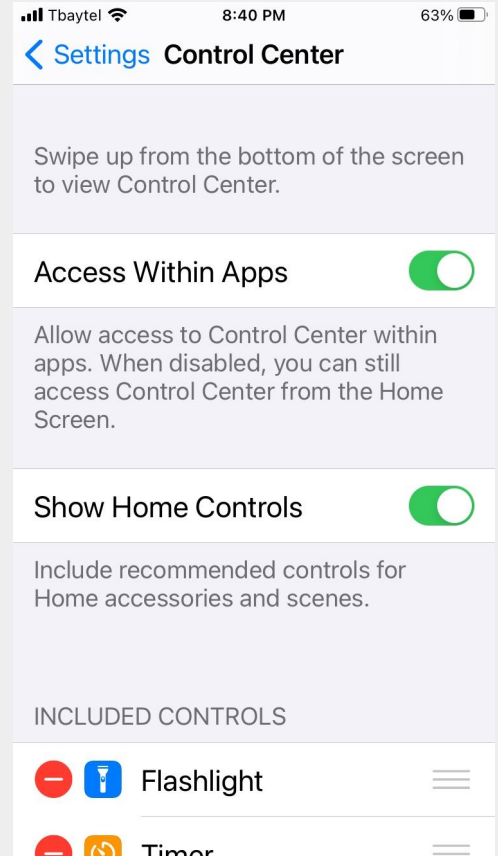 Tbaytel 8:40 PM 63%
Settings Control Center
Swipe up from the bottom of the screen
to view Control Center.
Access Within Apps
Allow access to Control Center within
apps. When disabled, you can still
access Control Center from the Home
Screen.
Show Home Controls
Include recommended controls for
Home accessories and scenes.
INCLUDED CONTROLS
Flashlight
Timer